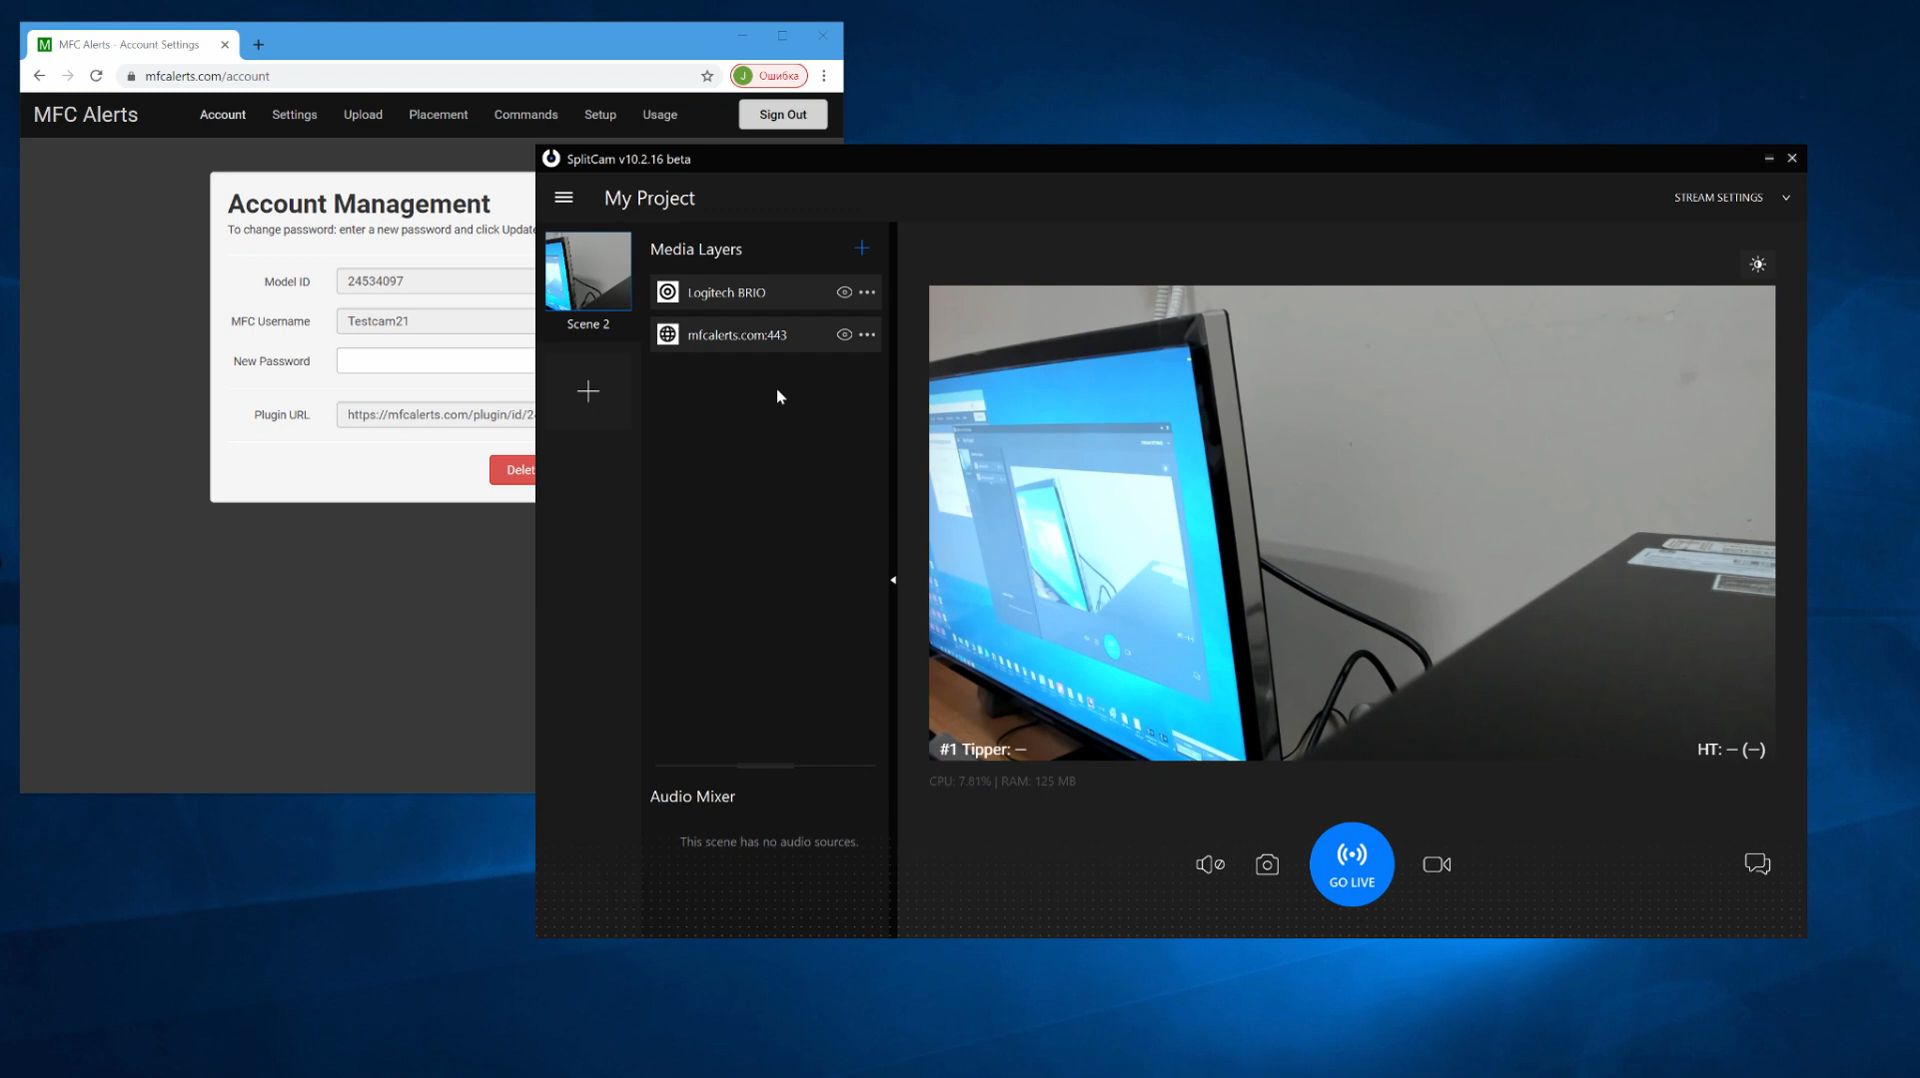 MFC Alerts - Account Settings
mfcalerts.com/account
J Ошибка
MFC Alerts
Account Settings Upload Placement Commands Setup Usage
Sign Out
Account Management
To change password: enter a new password and click Update
Model ID 24534097
MFC Username Testcam21
New Password
Plugin URL https://mfcalerts.com/plugin/id/2
Delet
SplitCam v10.2.16 beta
My Project
STREAM SETTINGS
Scene 2
Media Layers
Logitech BRIO
mfcalerts.com:443
Audio Mixer
This scene has no audio sources.
#1 Tipper: —
HT: — (—)
CPU: 7.81% | RAM: 125 MB
GO LIVE